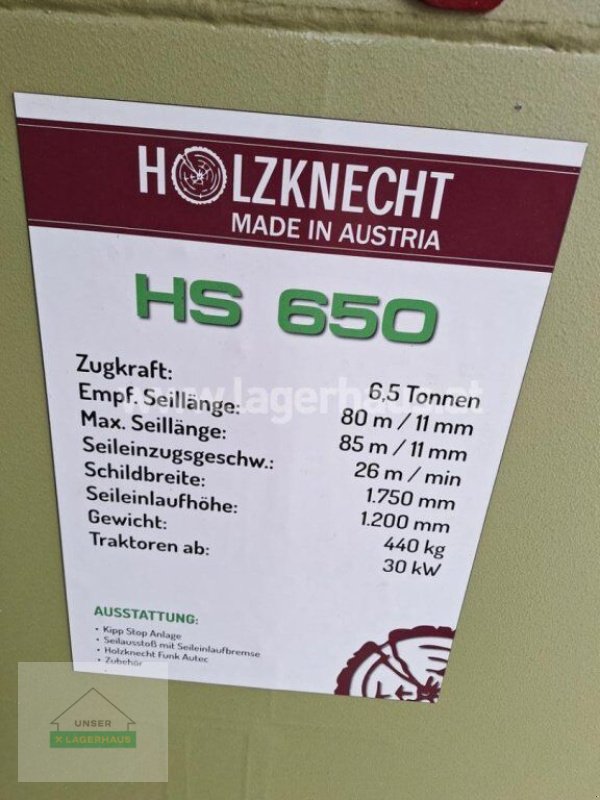 HOLZKNECHT
MADE IN AUSTRIA
HS 650
Zugkraft: 6,5 Tonnen
Empf. Seillänge: 80 m / 11 mm
Max. Seillänge: 85 m / 11 mm
Seileinzugsgeschw.: 26 m / min
Schildbreite: 1.750 mm
Seileinlaufhöhe: 1.200 mm
Gewicht: 440 kg
Traktoren ab: 30 kW
www.lagerhaus.at
AUSSTATTUNG:
• Kipp Stop Anlage
• Seilausstoß mit Seileinlaufbremse
• Holzknecht Funk Autec
• Zubehör
UNSER
X LAGERHAUS